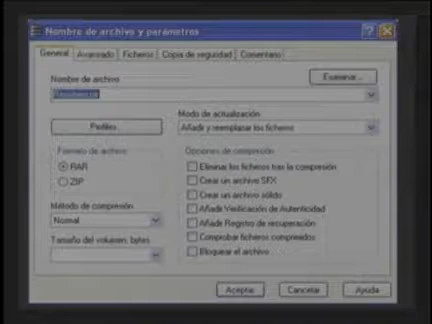 Nombre de archivo y parámetros
General Avanzado Ficheros Copia de seguridad Comentario
Nombre de archivo
Examinar...
Modo de actualización
Perfiles...
Añadir y reemplazar los ficheros
Formato de archivo
RAR
ZIP
Opciones de compresión
Eliminar los ficheros tras la compresión
Crear un archivo SFX
Crear un archivo sólido
Añadir Verificación de Autenticidad
Añadir Registro de recuperación
Comprobar ficheros comprimidos
Bloquear el archivo
Método de compresión
Normal
Tamaño del volumen, bytes
Aceptar Cancelar Ayuda